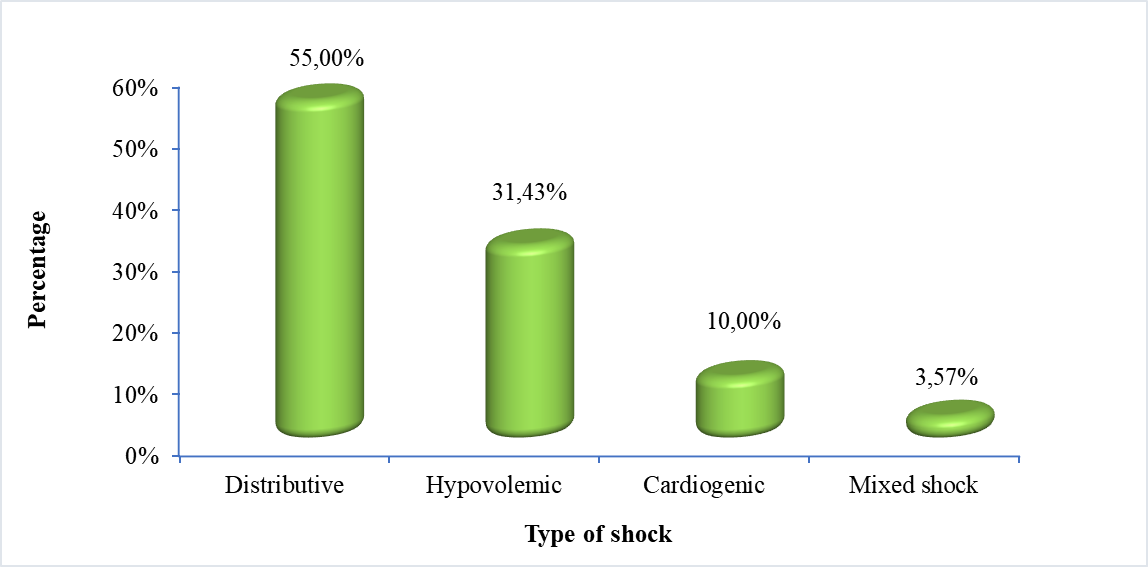 55,00%
60%
50%
31,43%
40%
30%
10,00%
20%
3,57%
10%
0%
Percentage
Distributive
Hypovolemic
Cardiogenic
Mixed shock
Type of shock